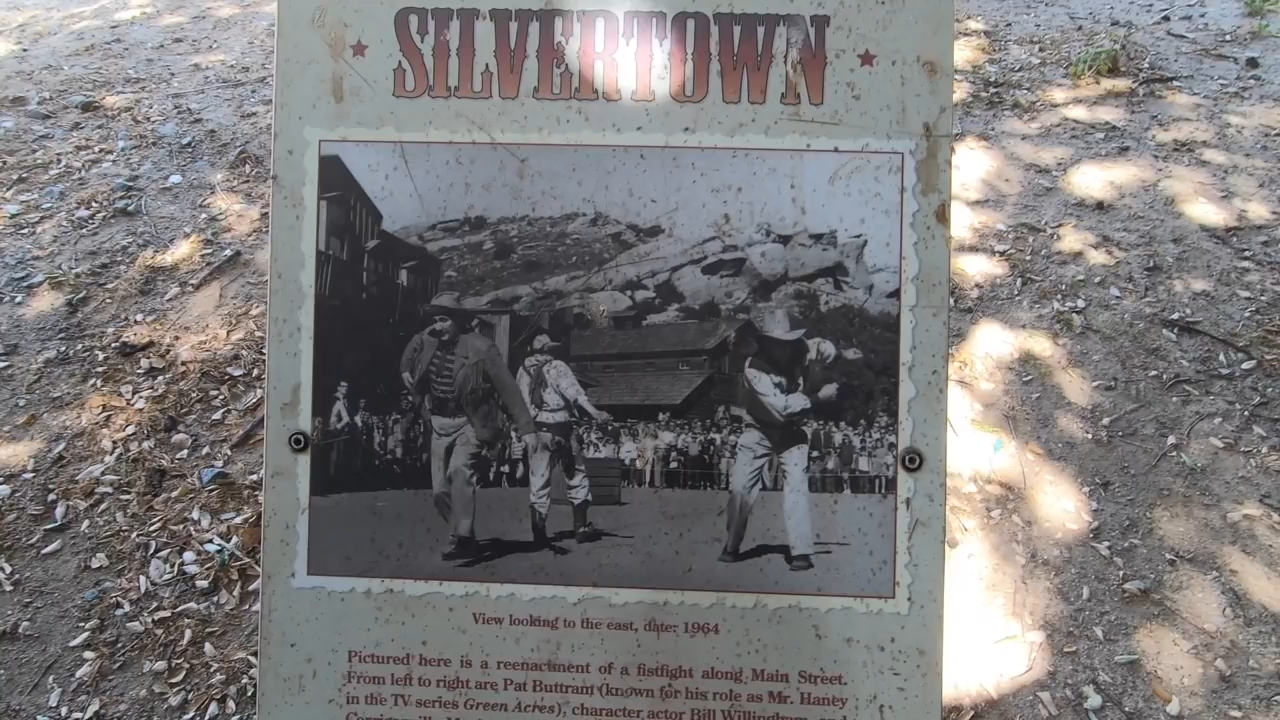 SILVERTOWN
View looking to the east, date: 1964
Pictured here is a reenactment of a fistfight along Main Street.
From left to right are Pat Buttram (known for his role as Mr. Haney
in the TV series Green Acres), character actor Bill Willingham, and